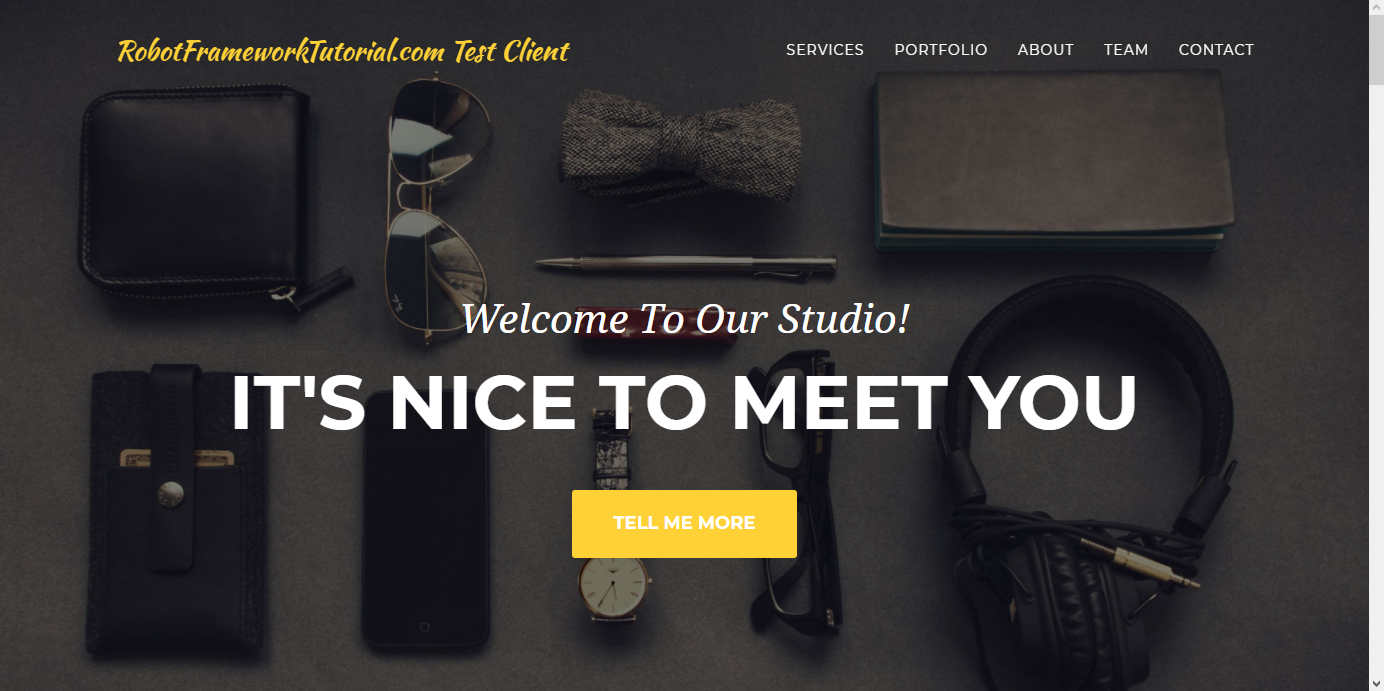 RobotFrameworkTutorial.com Test Client
SERVICES PORTFOLIO ABOUT TEAM CONTACT
Welcome To Our Studio!
IT'S NICE TO MEET YOU
TELL ME MORE